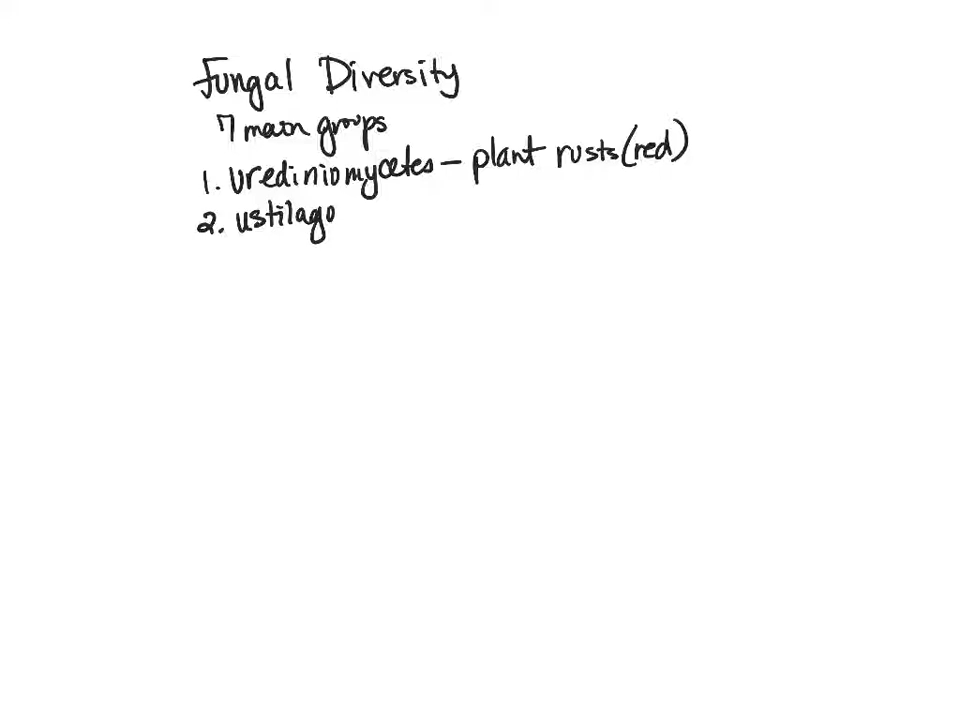 Fungal Diversity
7 main groups
1. Urediniomycetes – plant rusts (red)
2. ustilago